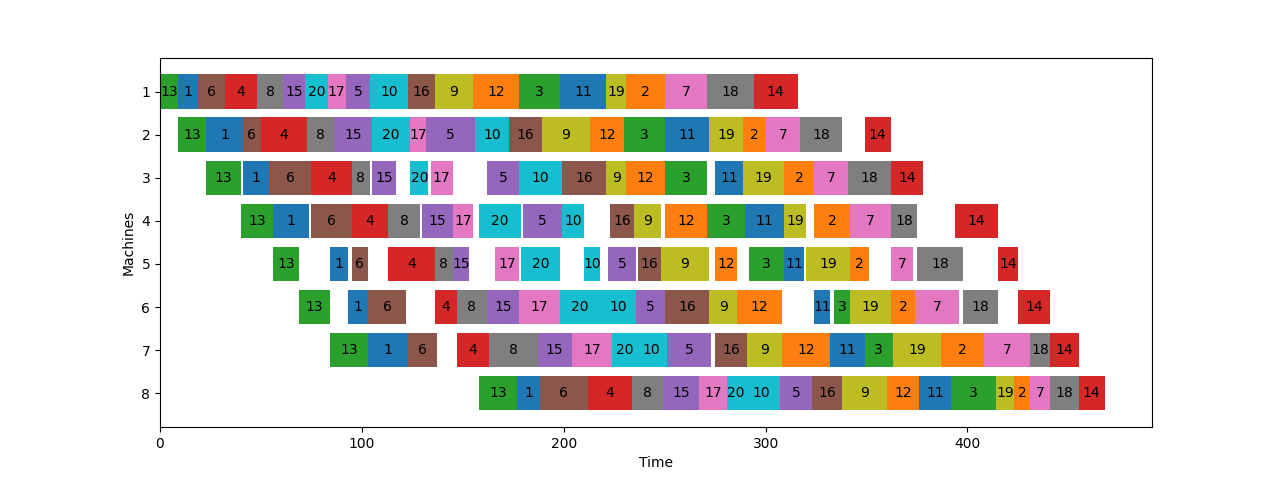 1 13 1 6 4 8 15 20 17 5 10 16 9 12 3 11 19 2 7 18 14
2 13 1 6 4 8 15 20 17 5 10 16 9 12 3 11 19 2 7 18 14
3 13 1 6 4 8 15 20 17 5 10 16 9 12 3 11 19 2 7 18 14
4 13 1 6 4 8 15 17 20 5 10 16 9 12 3 11 19 2 7 18 14
5 13 1 6 4 8 15 17 20 10 5 16 9 12 3 11 19 2 7 18 14
6 13 1 6 4 8 15 17 20 10 5 16 9 12 11 3 19 2 7 18 14
7 13 1 6 4 8 15 17 20 10 5 16 9 12 11 3 19 2 7 18 14
8 13 1 6 4 8 15 17 20 10 5 16 9 12 11 3 19 2 7 18 14
Machines
0 100 200 300 400
Time